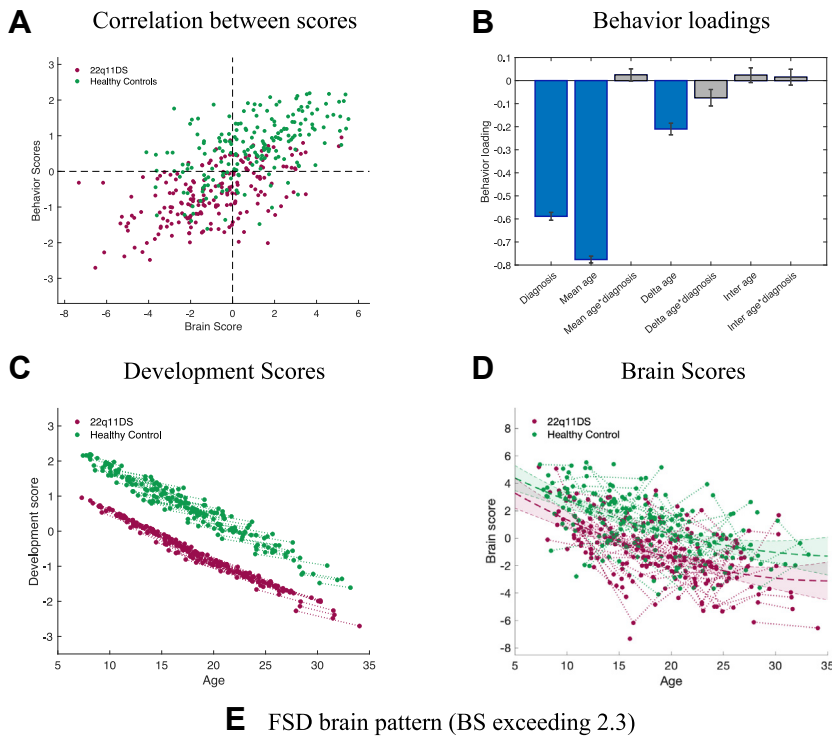 A Correlation between scores
22q11DS
Healthy Controls
3
2
1
0
-1
-2
-3
Behavior Scores
-8 -6 -4 -2 0 2 4 6
Brain Score
B Behavior loadings
0.1
0
-0.1
-0.2
-0.3
-0.4
-0.5
-0.6
-0.7
-0.8
Behavior loading
Diagnosis
Mean age
Mean age*diagnosis
Delta age
Delta age*diagnosis
Inter age
Inter age*diagnosis
C Development Scores
22q11DS
Healthy Control
3
2
1
0
-1
-2
-3
Development score
5 10 15 20 25 30 35
Age
D Brain Scores
22q11DS
Healthy Control
8
6
4
2
0
-2
-4
-6
-8
Brain score
5 10 15 20 25 30 35
Age
E FSD brain pattern (BS exceeding 2.3)